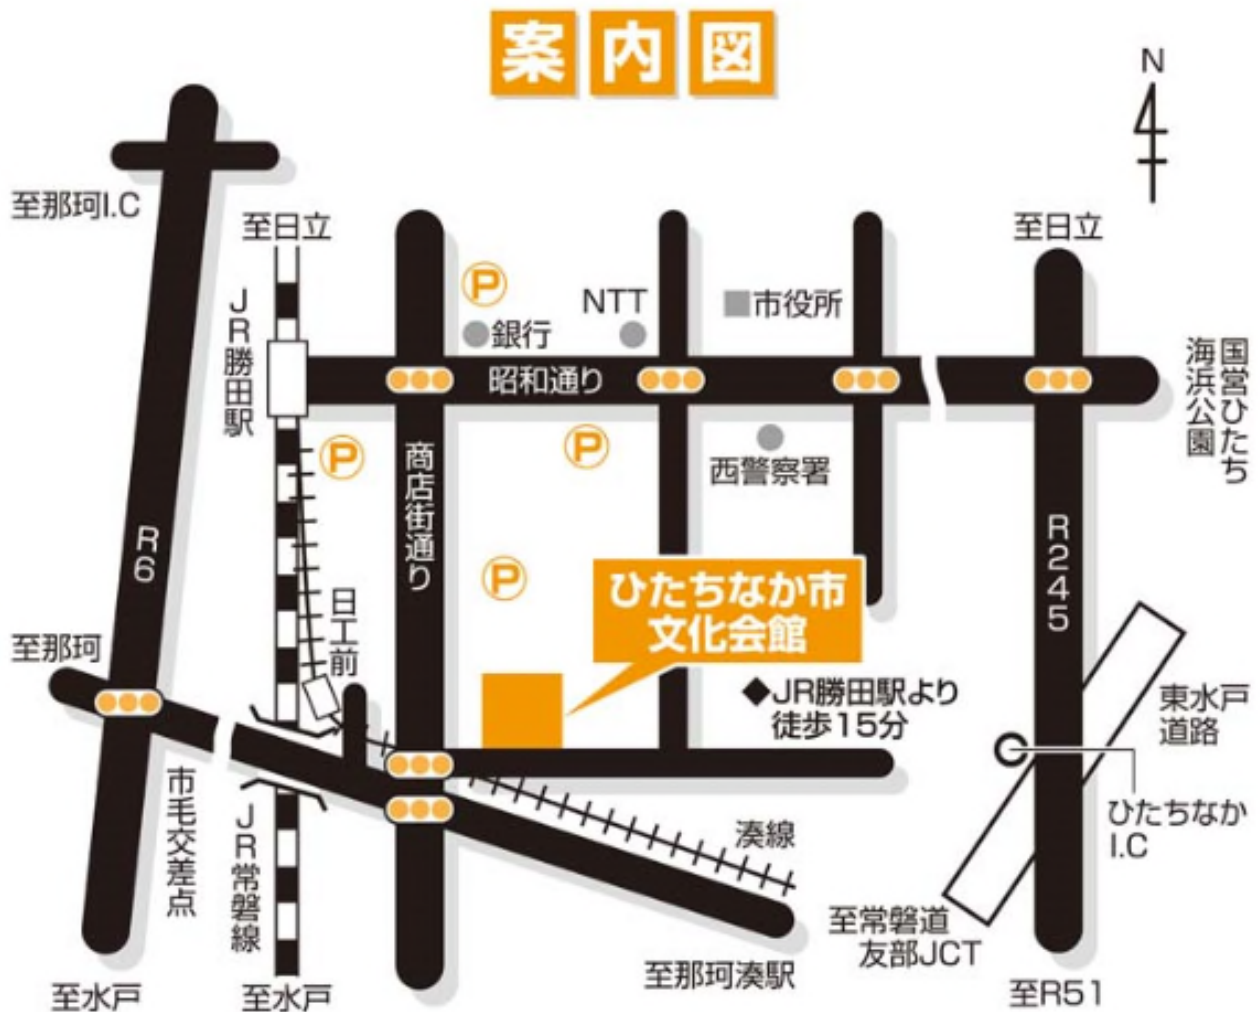 案内図
N
至那珂I.C
至日立
至日立
P
NTT
市役所
銀行
JR勝田駅
昭和通り
国営ひたち
海浜公園
P
P
商店街通り
西警察署
R6
R245
P
ひたちなか市
文化会館
日工前
至那珂
◆JR勝田駅より
徒歩15分
東水戸
道路
市毛交差点
JR常磐線
湊線
ひたちなか
I.C
至常磐道
友部JCT
至那珂湊駅
至水戸
至水戸
至R51